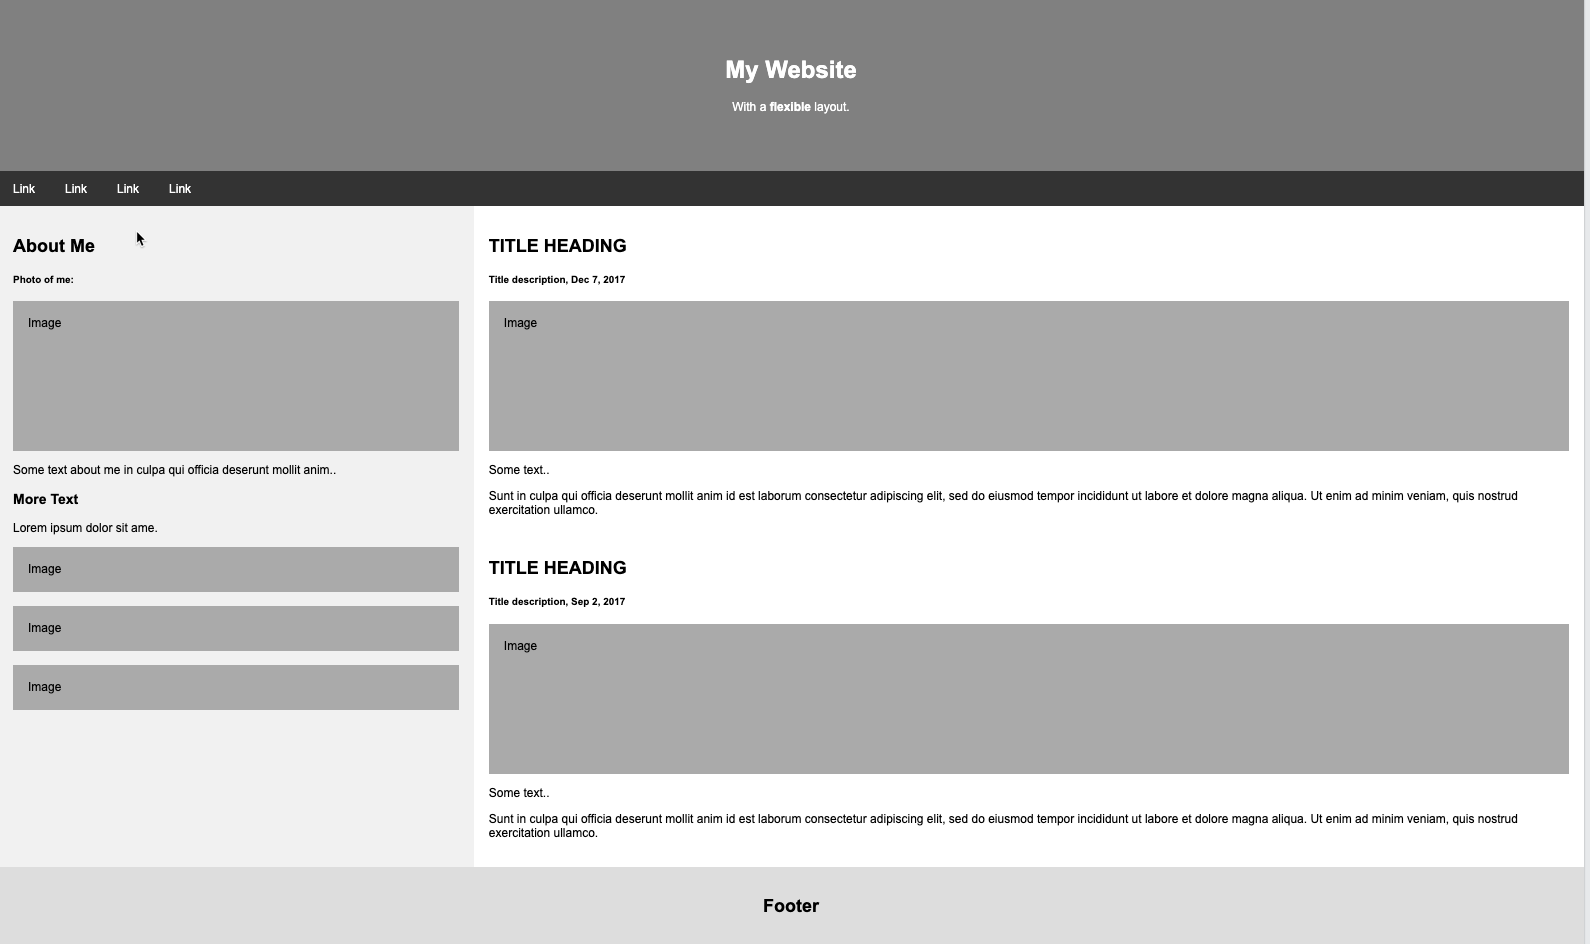 My Website
With a flexible layout.
Link Link Link Link
About Me
Photo of me:
Image
Some text about me in culpa qui officia deserunt mollit anim..
More Text
Lorem ipsum dolor sit ame.
Image
Image
Image
TITLE HEADING
Title description, Dec 7, 2017
Image
Some text..
Sunt in culpa qui officia deserunt mollit anim id est laborum consectetur adipiscing elit, sed do eiusmod tempor incididunt ut labore et dolore magna aliqua. Ut enim ad minim veniam, quis nostrud
exercitation ullamco.
TITLE HEADING
Title description, Sep 2, 2017
Image
Some text..
Sunt in culpa qui officia deserunt mollit anim id est laborum consectetur adipiscing elit, sed do eiusmod tempor incididunt ut labore et dolore magna aliqua. Ut enim ad minim veniam, quis nostrud
exercitation ullamco.
Footer